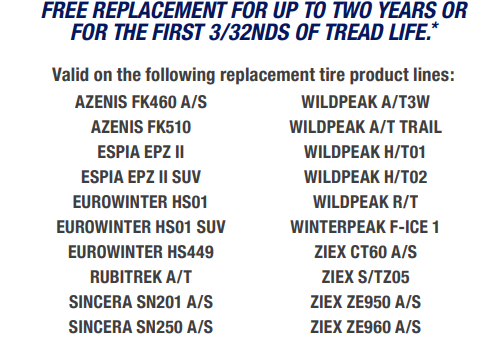 FREE REPLACEMENT FOR UP TO TWO YEARS OR
FOR THE FIRST 3/32NDS OF TREAD LIFE.*
Valid on the following replacement tire product lines:
AZENIS FK460 A/S
AZENIS FK510
ESPIA EPZ II
ESPIA EPZ II SUV
EUROWINTER HS01
EUROWINTER HS01 SUV
EUROWINTER HS449
RUBITREK A/T
SINCERA SN201 A/S
SINCERA SN250 A/S
WILDPEAK A/T3W
WILDPEAK A/T TRAIL
WILDPEAK H/T01
WILDPEAK H/T02
WILDPEAK R/T
WINTERPEAK F-ICE 1
ZIEX CT60 A/S
ZIEX S/TZ05
ZIEX ZE950 A/S
ZIEX ZE960 A/S